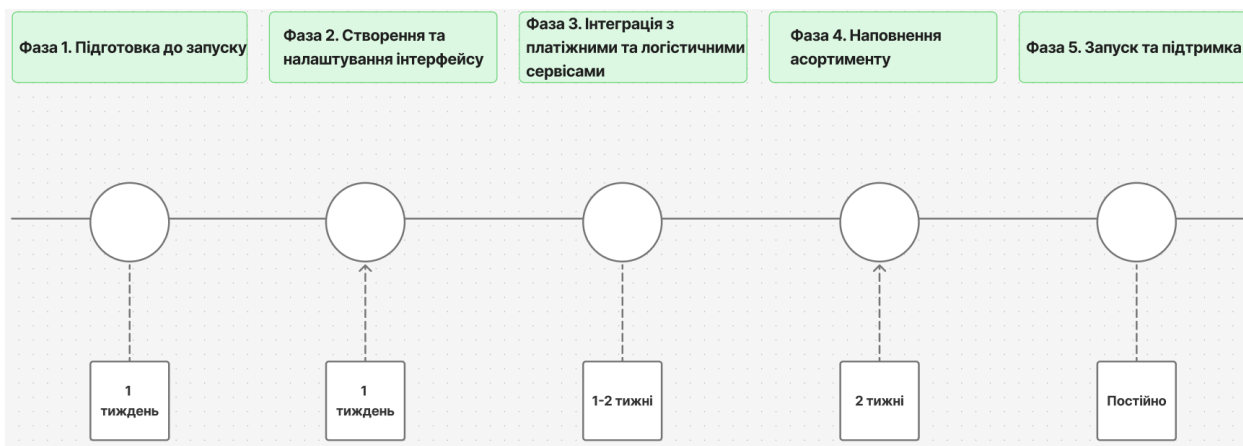 Фаза 1. Підготовка до запуску
Фаза 2. Створення та
налаштування інтерфейсу
Фаза 3. Інтеграція з
платіжними та логістичними
сервісами
Фаза 4. Наповнення
асортименту
Фаза 5. Запуск та підтримка
1
тиждень
1
тиждень
1-2 тижні
2 тижні
Постійно